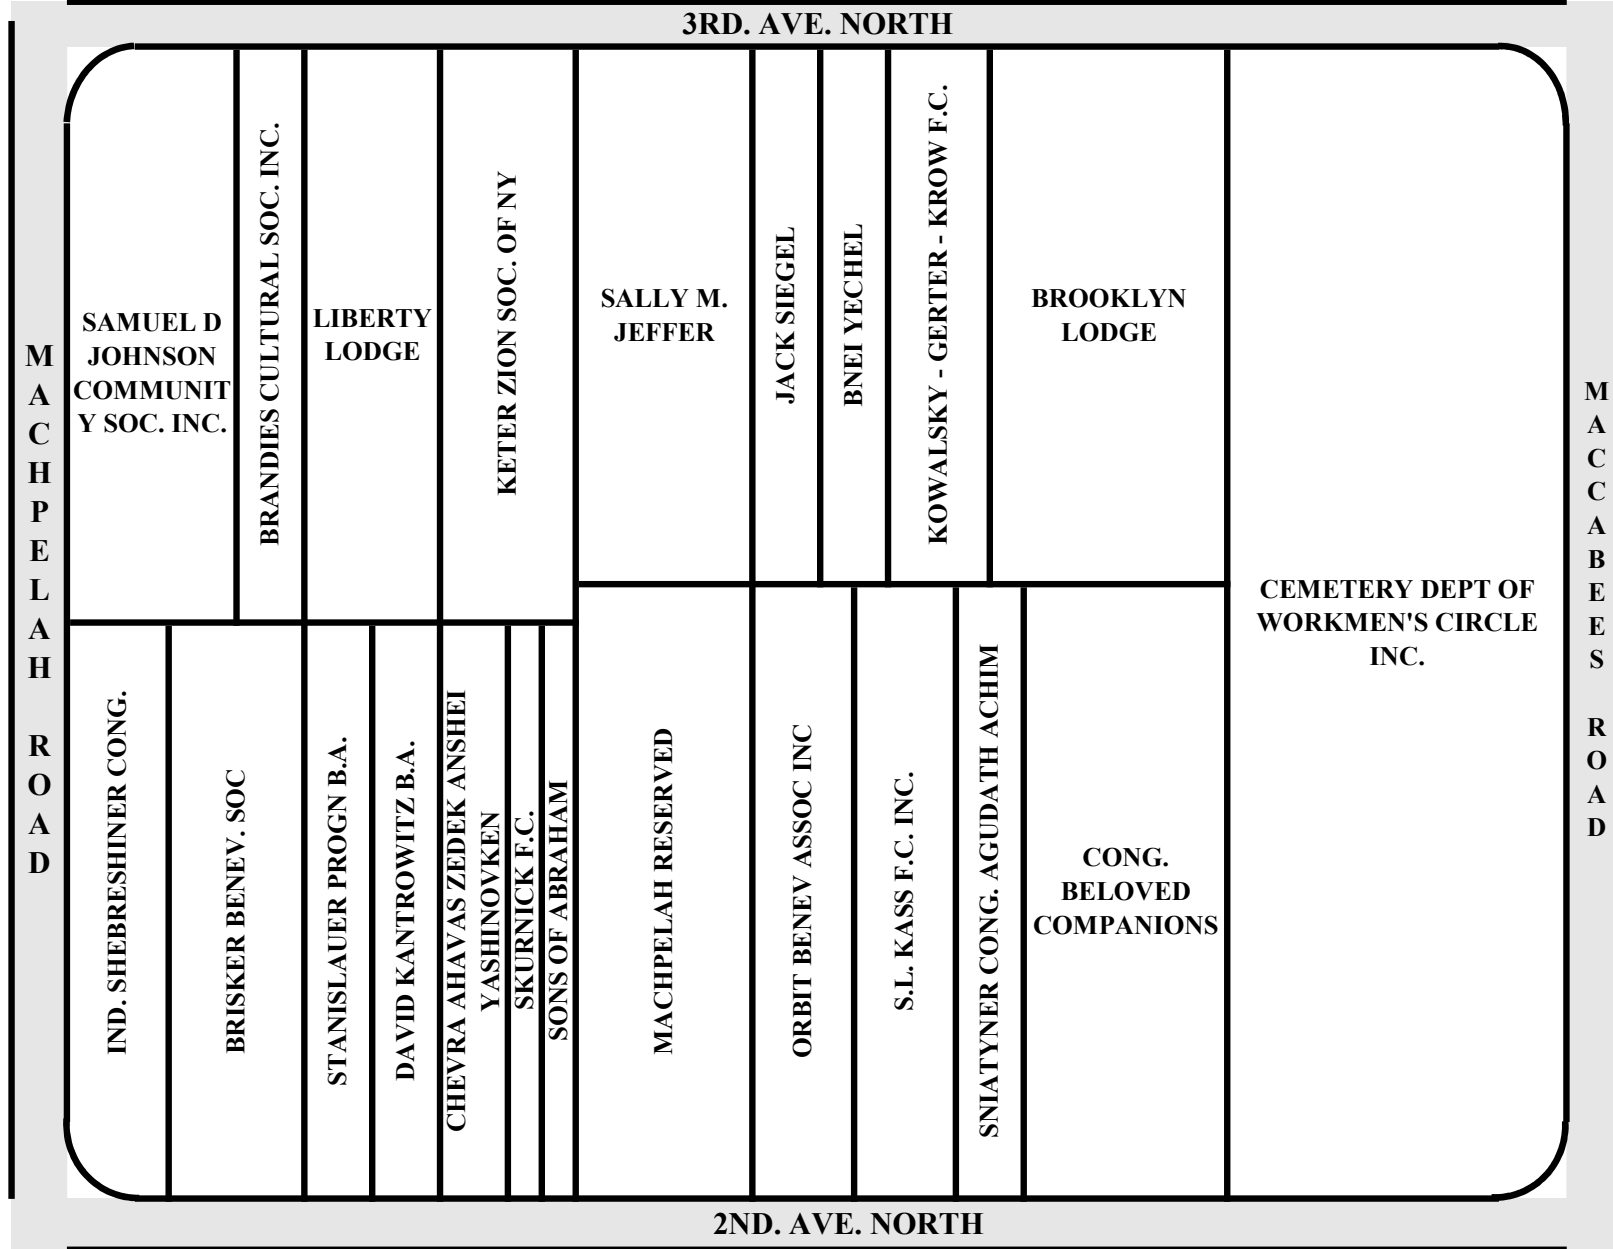 3RD. AVE. NORTH
MACHPELAH ROAD
SAMUEL D
JOHNSON
COMMUNIT
Y SOC. INC.
BRANDIES CULTURAL SOC. INC.
LIBERTY
LODGE
KETER ZION SOC. OF NY
SALLY M.
JEFFER
JACK SIEGEL
BNEI YECHEL
KOWALSKY - GERTER - KROW F.C.
BROOKLYN
LODGE
CEMETERY DEPT OF
WORKMEN'S CIRCLE
INC.
MACCABEES ROAD
IND. SHEBRESHINER CONG.
BRISKER BENEV. SOC
STANISLAUER PROGN B.A.
DAVID KANTROWITZ B.A.
CHEVRA AHAVAS ZEDEK ANSHEI
YASHINOVKEN
SKURNICK F.C.
SONS OF ABRAHAM
MACHPELAH RESERVED
ORBIT BENEV ASSOC INC
S.L. KASS F.C. INC.
SNIATYNER CONG. AGUDATH ACHIM
CONG.
BELOVED
COMPANIONS
2ND. AVE. NORTH